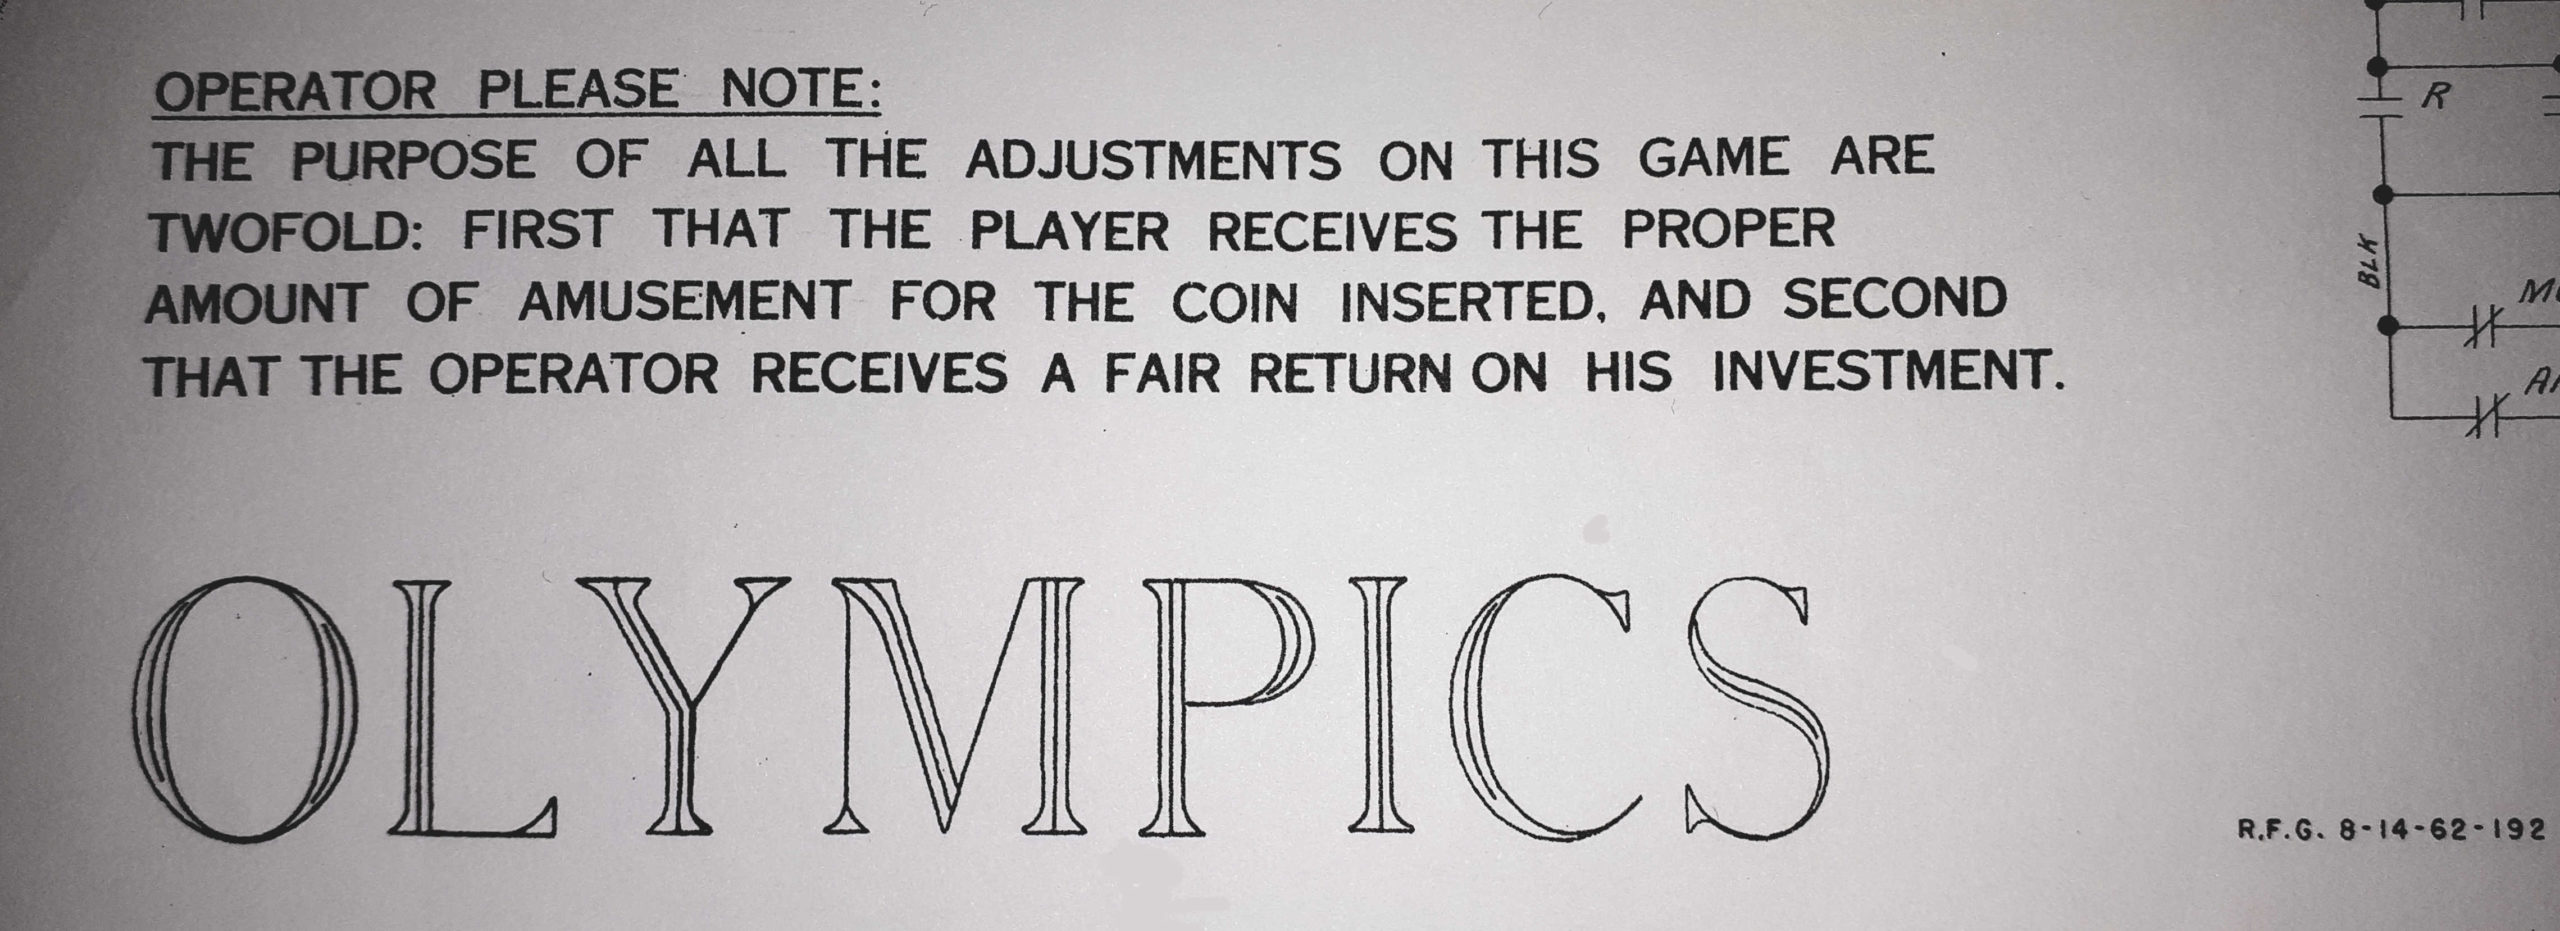 OPERATOR PLEASE NOTE:
THE PURPOSE OF ALL THE ADJUSTMENTS ON THIS GAME ARE
TWOFOLD: FIRST THAT THE PLAYER RECEIVES THE PROPER
AMOUNT OF AMUSEMENT FOR THE COIN INSERTED, AND SECOND
THAT THE OPERATOR RECEIVES A FAIR RETURN ON HIS INVESTMENT.
OLYMPICS
R
BLK
R.F.G. 8-14-62-192